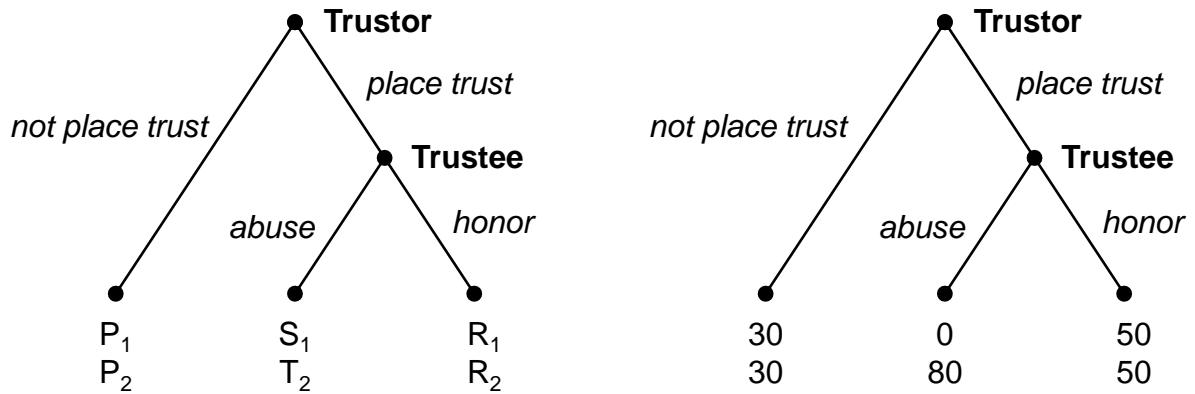 Trustor
place trust
not place trust
Trustee
abuse
honor
P1 S1 R1
P2 T2 R2
Trustor
place trust
not place trust
Trustee
abuse
honor
30 0 50
30 80 50